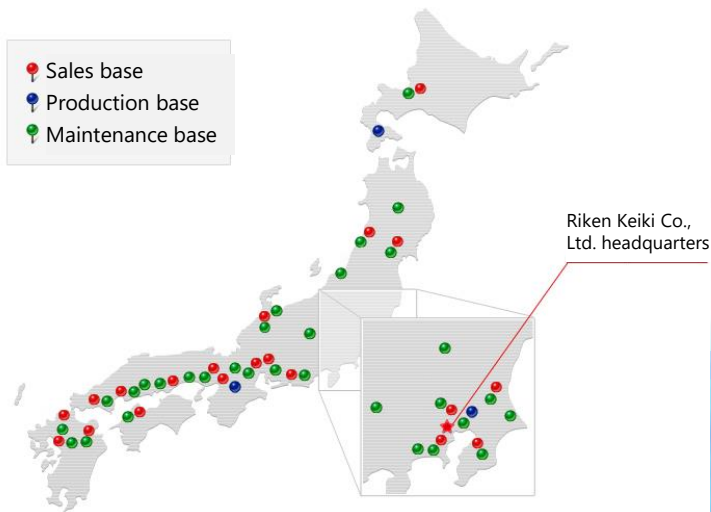 Sales base
Production base
Maintenance base
Riken Keiki Co.,
Ltd. headquarters